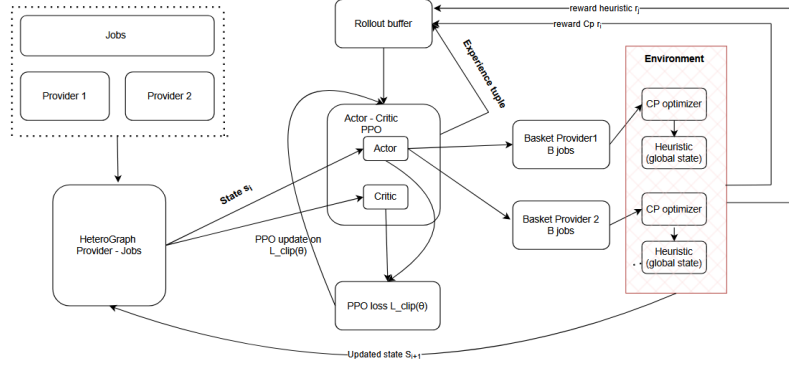 reward heuristic rj
reward Cp ri
Jobs
Provider 1
Provider 2
Rollout buffer
Experience tuple
Environment
Actor - Critic
PPO
Actor
Critic
Basket Provider1
B jobs
CP optimizer
Heuristic
(global state)
State si
HeteroGraph
Provider - Jobs
PPO update on
L_clip(θ)
Basket Provider 2
B jobs
CP optimizer
Heuristic
(global state)
PPO loss L_clip(θ)
Updated state Si+1